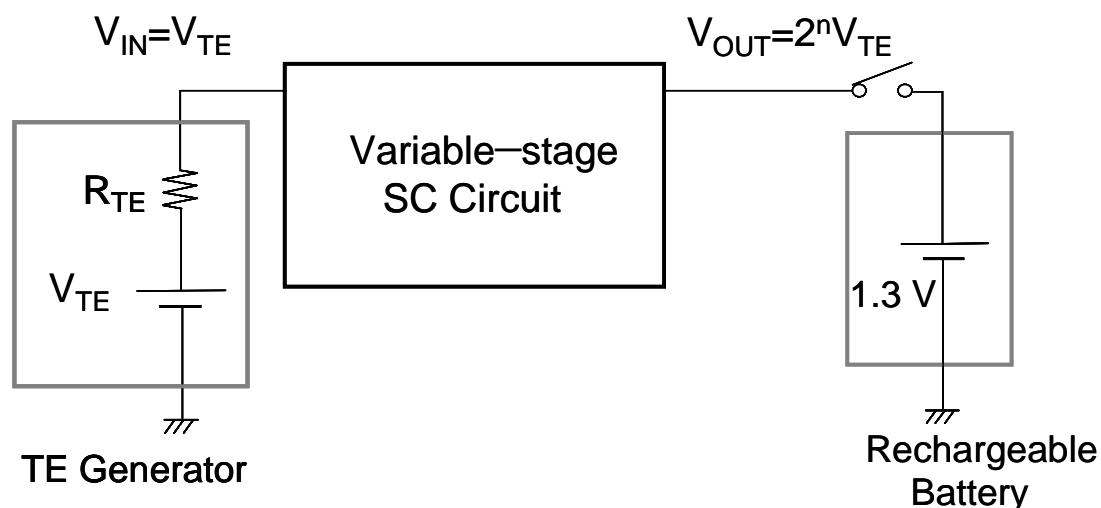 V_IN=V_TE
V_OUT=2^nV_TE
Variable–stage
SC Circuit
R_TE
V_TE
1.3 V
TE Generator
Rechargeable
Battery